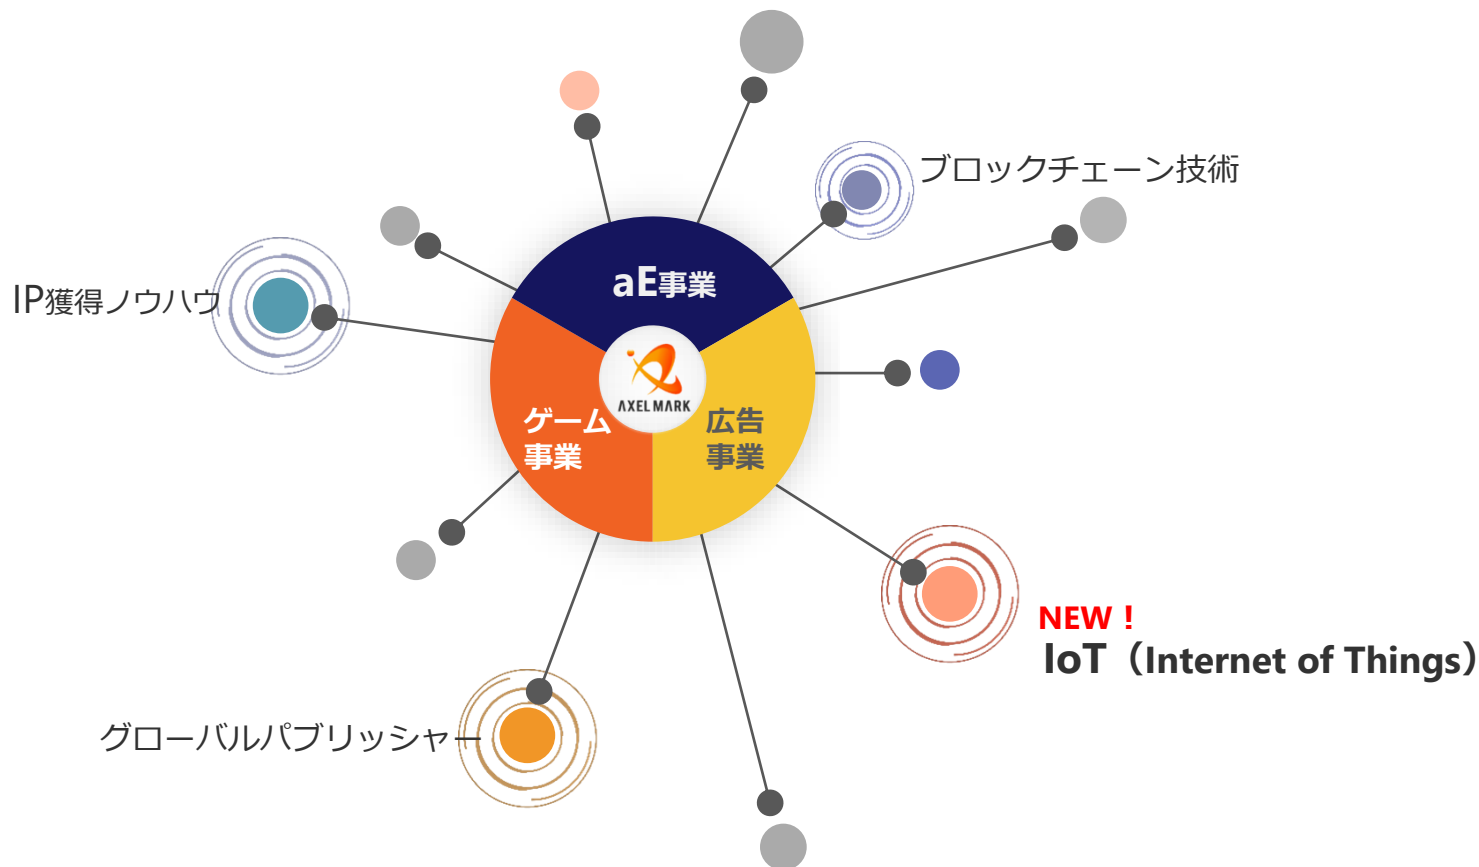 ブロックチェーン技術
aE事業
IP獲得ノウハウ
AXELMARK
ゲーム
事業
広告
事業
NEW！
IoT（Internet of Things）
グローバルパブリッシャー